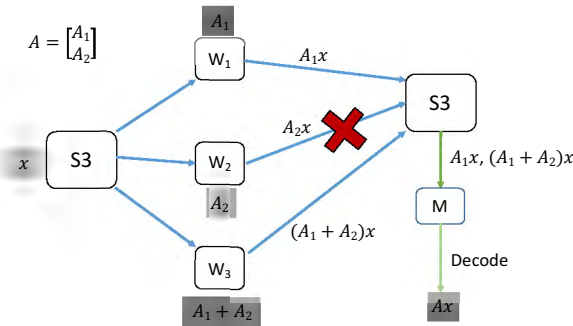 A = [A₁
A₂]
A₁
W₁
A₁x
S3
x
S3
W₂
A₂x
A₂
A₁x, (A₁ + A₂)x
M
(A₁ + A₂)x
W₃
Decode
A₁ + A₂
Ax